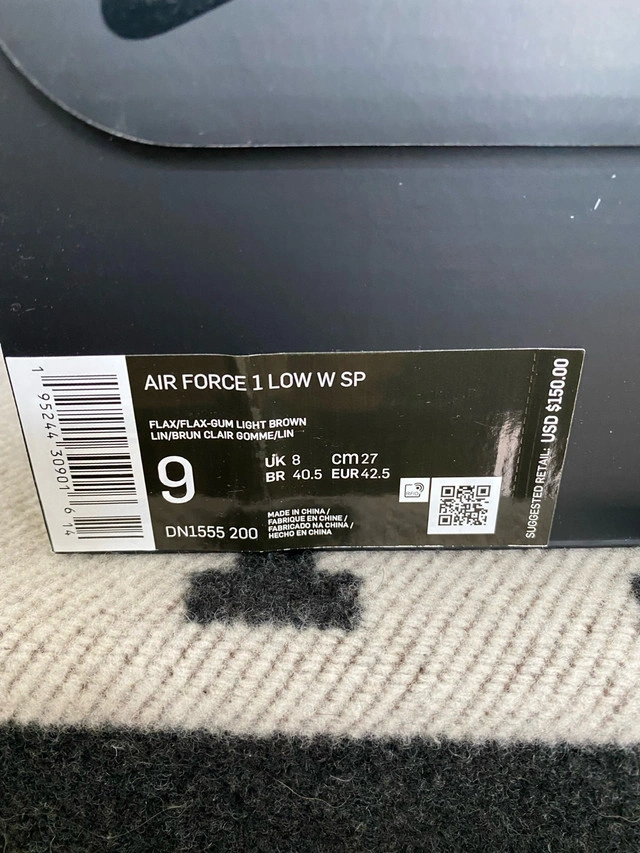 AIR FORCE 1 LOW W SP
FLAX/FLAX-GUM LIGHT BROWN
LIN/BRUN CLAIR GOMME/LIN
9
UK 8 cm 27
BR 40.5 EUR 42.5
DN1555 200
MADE IN CHINA /
FABRIQUE EN CHINE /
FABRICADO NA CHINA /
HECHO EN CHINA
SUGGESTED RETAIL USD $150.00
1 95244 30901 6 14